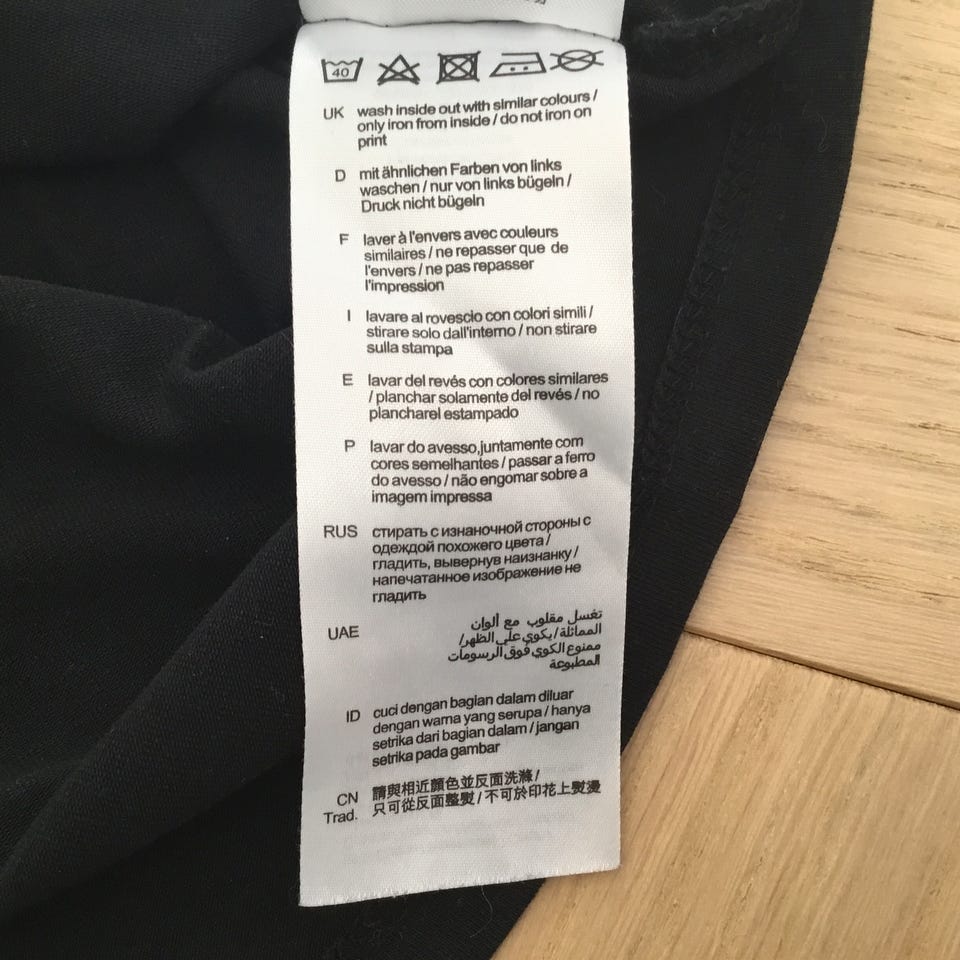 40
UK wash inside out with similar colours /
only iron from inside / do not iron on
print
D mit ähnlichen Farben von links
waschen / nur von links bügeln /
Druck nicht bügeln
F laver à l'envers avec couleurs
similaires / ne repasser que de
l'envers / ne pas repasser
l'impression
I lavare al rovescio con colori simili /
stirare solo dall'interno / non stirare
sulla stampa
E lavar del revés con colores similares
/ planchar solamente del revés / no
plancharel estampado
P lavar do avesso,juntamente com
cores semelhantes / passar a ferro
do avesso / não engomar sobre a
imagem impressa
RUS стирать с изнаночной стороны с
одеждой похожего цвета /
гладить, вывернув наизнанку /
напечатанное изображение не
гладить
UAE تغسل مقلوب مع ألوان
المماثلة / يكوي علي الظهر/
ممنوع الكوي فوق الرسومات
المطبوعة
ID cuci dengan bagian dalam diluar
dengan warna yang serupa / hanya
setrika dari bagian dalam / jangan
setrika pada gambar
CN 請與相近顏色並反面洗滌 /
Trad. 只可從反面整熨 / 不可於印花上熨燙